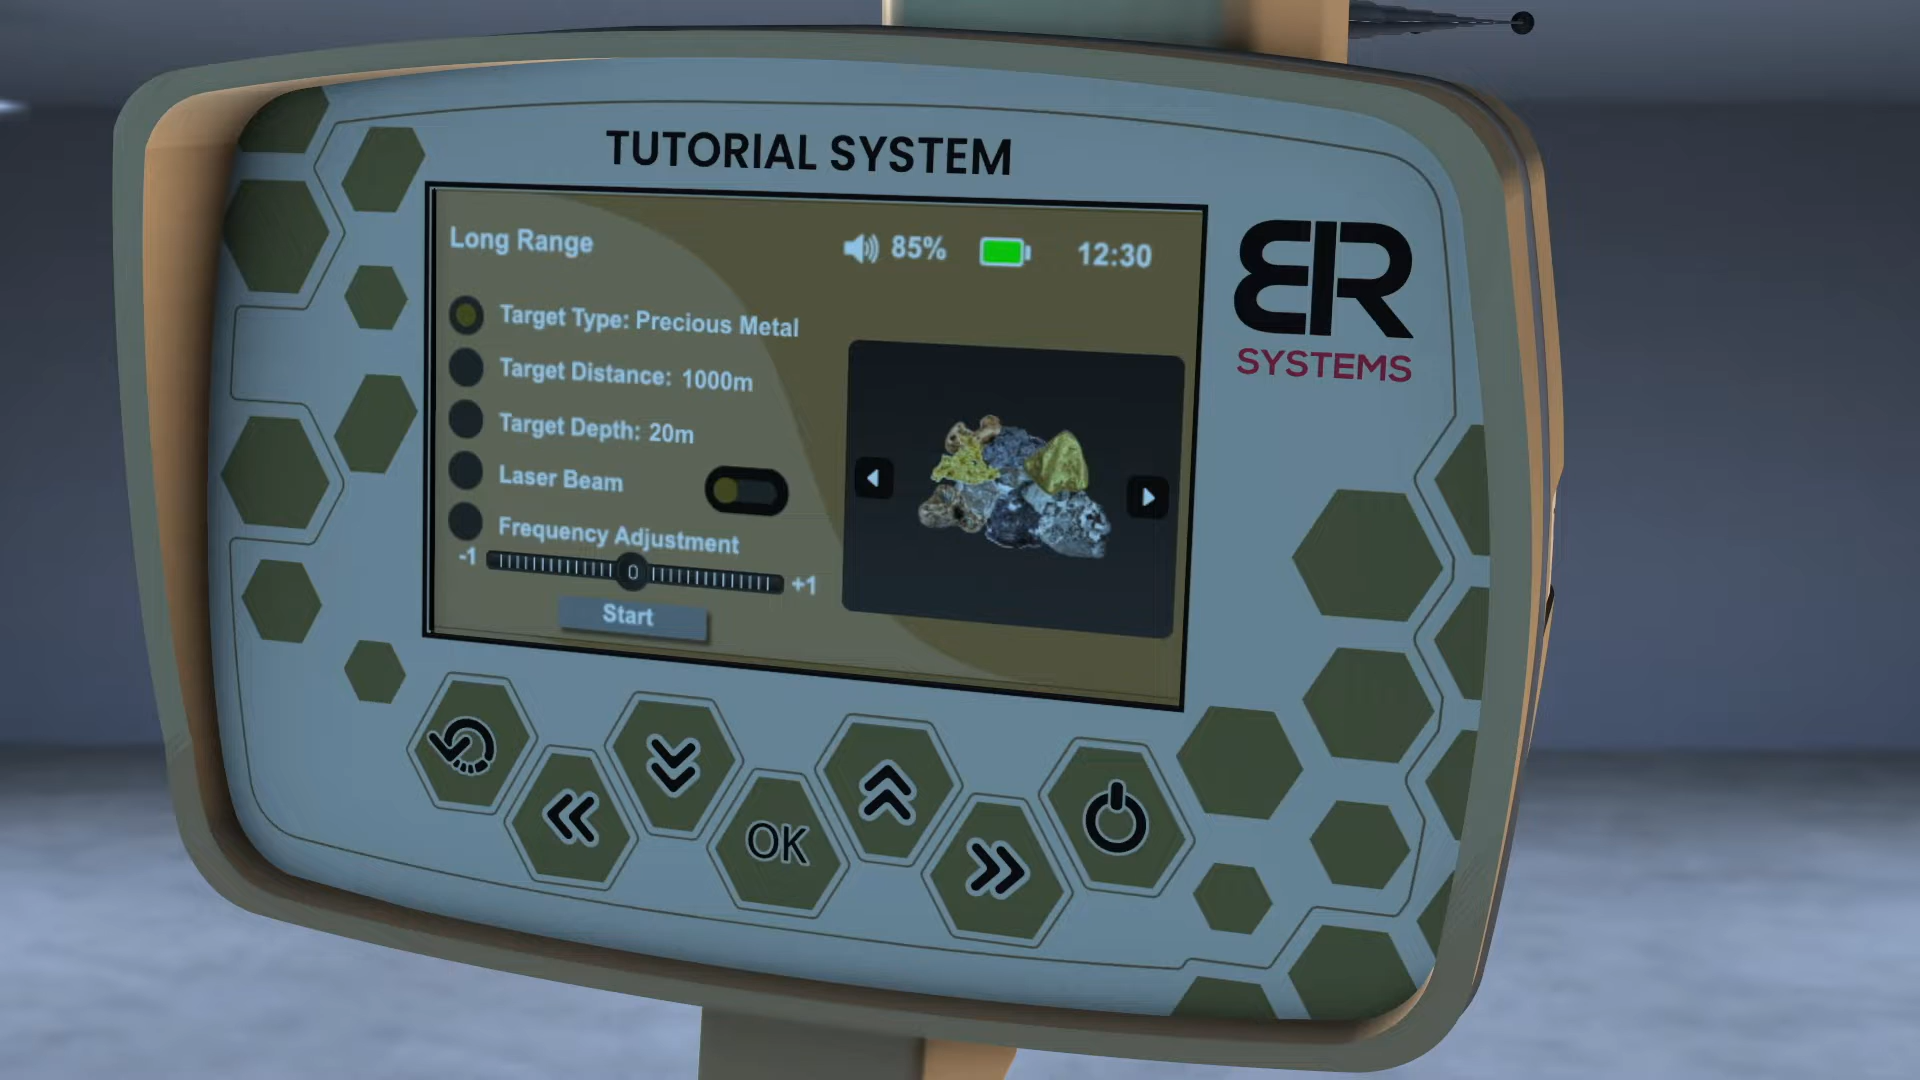 TUTORIAL SYSTEM
Long Range
85%
12:30
Target Type: Precious Metal
Target Distance: 1000m
Target Depth: 20m
Laser Beam
Frequency Adjustment
-1
0
+1
Start
BR
SYSTEMS
OK